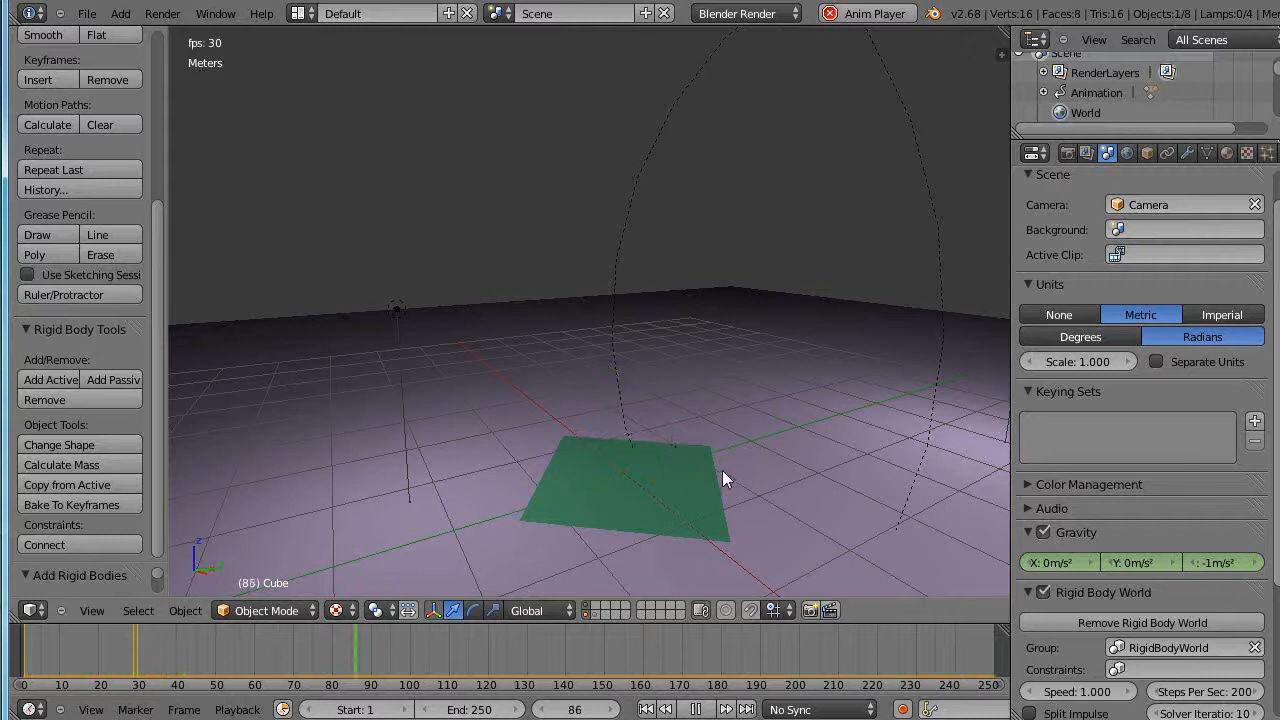 File Add Render Window Help Default Scene Blender Render Anim Player v2.68 | Verts:16 | Faces:8 | Tris:16 | Objects:1/8 | Lamps:0/4 | Mem
Smooth Flat
Keyframes:
Insert Remove
Motion Paths:
Calculate Clear
Repeat:
Repeat Last
History...
Grease Pencil:
Draw Line
Poly Erase
Use Sketching Sessi
Ruler/Protractor
Rigid Body Tools
Add/Remove:
Add Active Add Passiv
Remove
Object Tools:
Change Shape
Calculate Mass
Copy from Active
Bake To Keyframes
Constraints:
Connect
Add Rigid Bodies
fps: 30
Meters
z
(86) Cube
View Select Object Object Mode Global
View Search All Scenes
Scene
RenderLayers
Animation
World
Scene
Camera: Camera
Background:
Active Clip:
Units
None Metric Imperial
Degrees Radians
Scale: 1.000 Separate Units
Keying Sets
Color Management
Audio
Gravity
X: 0m/s² Y: 0m/s² : -1m/s²
Rigid Body World
Remove Rigid Body World
Group: RigidBodyWorld
Constraints:
Speed: 1.000 Steps Per Sec: 200
Split Impulse Solver Iteratio: 10
0 10 20 30 40 50 60 70 80 90 100 110 120 130 140 150 160 170 180 190 200 210 220 230 240 250
View Marker Frame Playback Start: 1 End: 250 86 No Sync